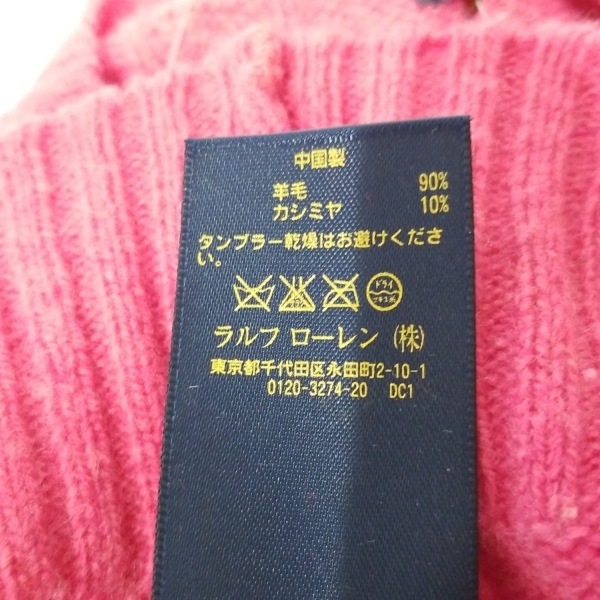 中国製
羊毛 90%
カシミヤ 10%
タンブラー乾燥はお避けくださ
い。
ドライ
ラルフ ローレン (株)
東京都千代田区永田町2-10-1
0120-3274-20 DC1